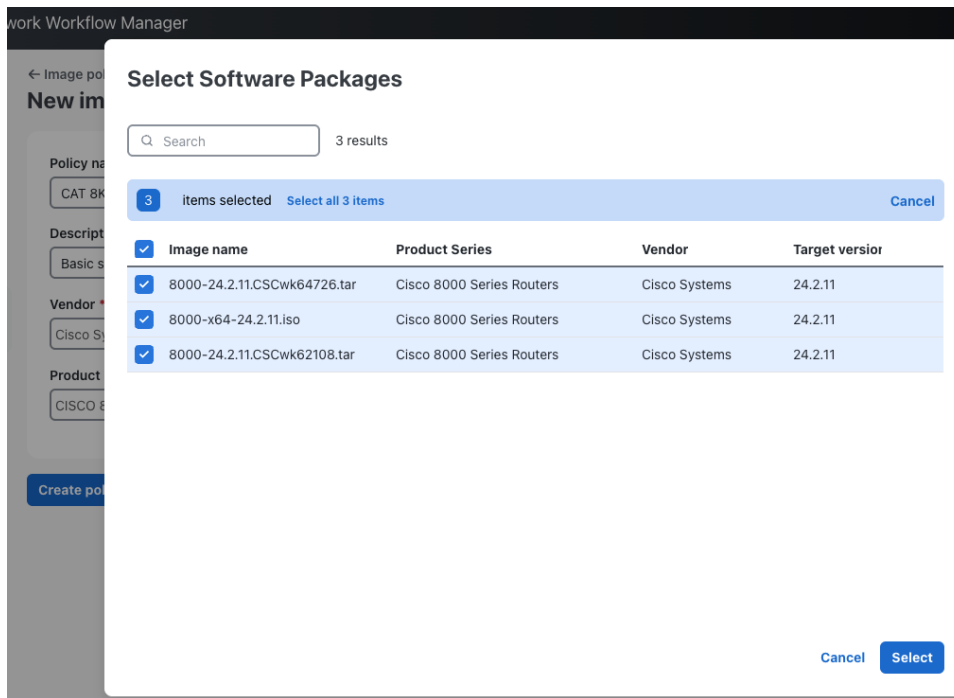 work Workflow Manager
← Image pol
New im
Policy na
CAT 8K
Descript
Basic s
Vendor *
Cisco Sy
Product
CISCO 8
Create pol
Select Software Packages
Search 3 results
3 items selected Select all 3 items Cancel
Image name Product Series Vendor Target version
8000-24.2.11.CSCwk64726.tar Cisco 8000 Series Routers Cisco Systems 24.2.11
8000-x64-24.2.11.iso Cisco 8000 Series Routers Cisco Systems 24.2.11
8000-24.2.11.CSCwk62108.tar Cisco 8000 Series Routers Cisco Systems 24.2.11
Cancel Select